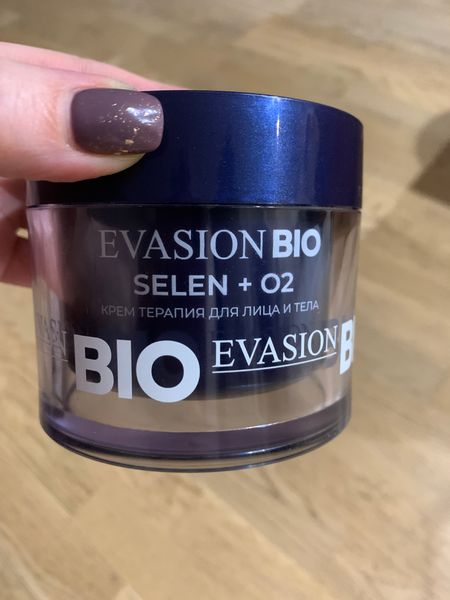 EVASION BIO
SELEN + O2
КРЕМ ТЕРАПИЯ ДЛЯ ЛИЦА И ТЕЛА
BIO EVASION